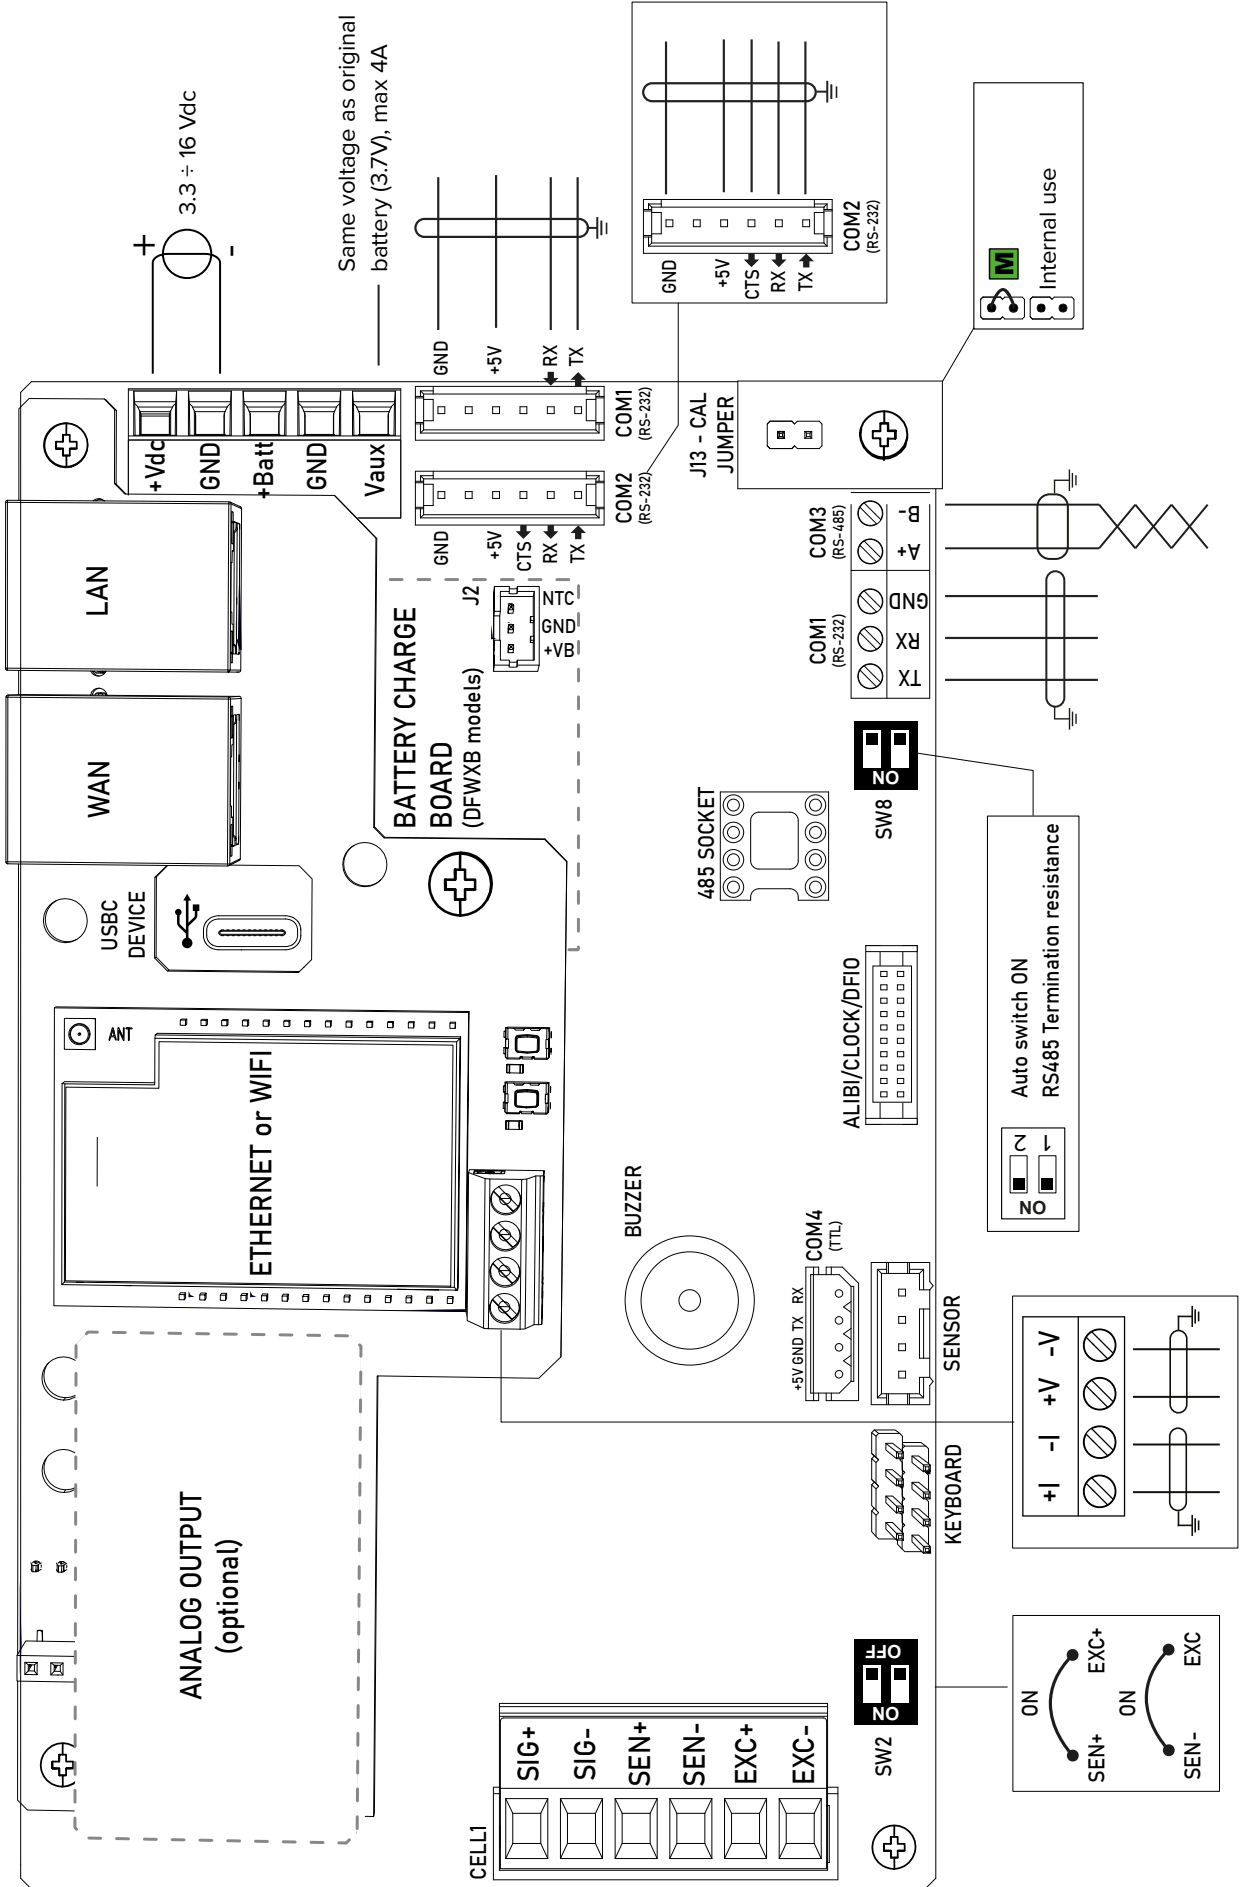 3.3 ÷ 16 Vdc
+
-
Same voltage as original
battery (3.7V), max 4A
+Vdc
GND
+Batt
GND
Vaux
GND
+5V
RX
TX
COM1
(RS-232)
GND
+5V
CTS
RX
TX
COM2
(RS-232)
GND
+5V
CTS
RX
TX
COM2
(RS-232)
J13 - CAL
JUMPER
M
Internal use
LAN
WAN
USBC
DEVICE
BATTERY CHARGE
BOARD
(DFWXB models)
J2
NTC
GND
+VB
COM3
(RS-485)
B-
A+
COM1
(RS-232)
GND
RX
TX
SW8
ON
485 SOCKET
ANT
ETHERNET or WIFI
ALIBI/CLOCK/DFIO
Auto switch ON
RS485 Termination resistance
2
1
ON
BUZZER
COM4
(TTL)
+5V GND TX RX
SENSOR
KEYBOARD
+I -I +V -V
ANALOG OUTPUT
(optional)
CELL1
SIG+
SIG-
SEN+
SEN-
EXC+
EXC-
SW2
OFF
ON
ON
SEN+
EXC+
ON
SEN-
EXC